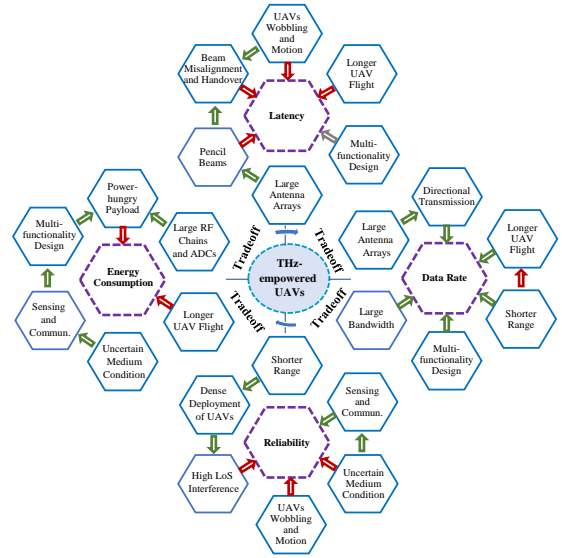 UAVs
Wobbling
and
Motion
Beam
Misalignment
and Handover
Longer
UAV
Flight
Latency
Pencil
Beams
Multi-
functionality
Design
Large
Antenna
Arrays
Power-
hungry
Payload
Multi-
functionality
Design
Large RF
Chains
and ADCs
Energy
Consumption
Sensing
and
Commun.
Longer
UAV Flight
Uncertain
Medium
Condition
Tradeoff
Tradeoff
THz-
empowered
UAVs
Tradeoff
Tradeoff
Directional
Transmission
Large
Antenna
Arrays
Longer
UAV
Flight
Data Rate
Large
Bandwidth
Shorter
Range
Multi-
functionality
Design
Shorter
Range
Dense
Deployment
of UAVs
Sensing
and
Commun.
Reliability
High LoS
Interference
Uncertain
Medium
Condition
UAVs
Wobbling
and
Motion